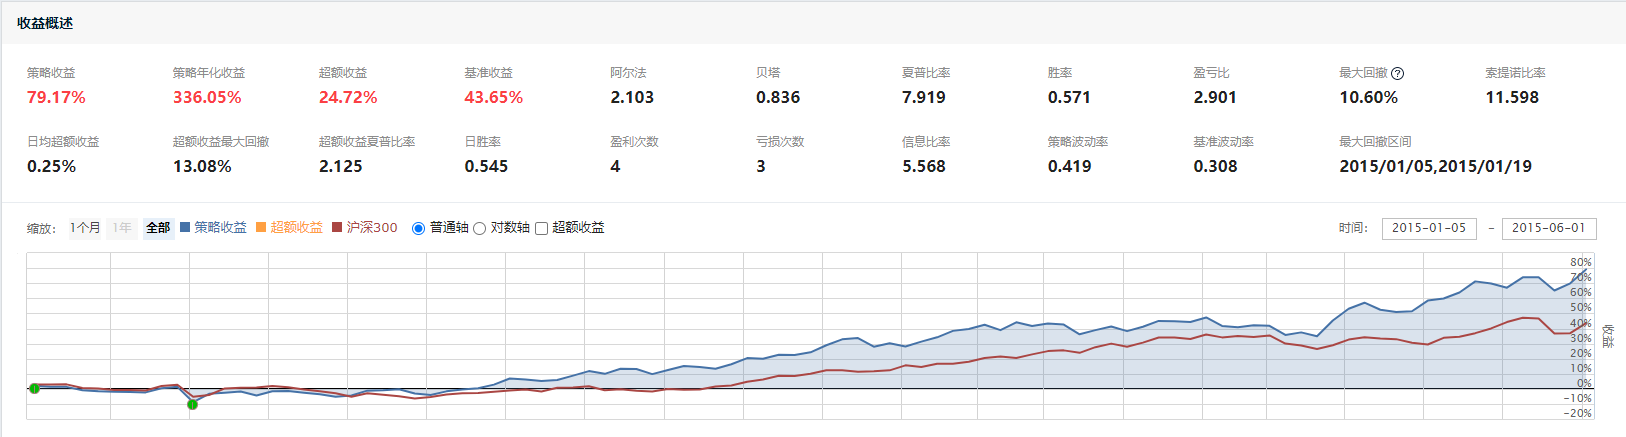 收益概述
策略收益 策略年化收益 超额收益 基准收益 阿尔法 贝塔 夏普比率 胜率 盈亏比 最大回撤 ? 索提诺比率
79.17% 336.05% 24.72% 43.65% 2.103 0.836 7.919 0.571 2.901 10.60% 11.598
日均超额收益 超额收益最大回撤 超额收益夏普比率 日胜率 盈利次数 亏损次数 信息比率 策略波动率 基准波动率 最大回撤区间
0.25% 13.08% 2.125 0.545 4 3 5.568 0.419 0.308 2015/01/05,2015/01/19
缩放: 1个月 1年 全部 策略收益 超额收益 沪深300 普通轴 对数轴 超额收益 时间: 2015-01-05 - 2015-06-01
80%
70%
60%
50%
40%
30%
20%
10%
0%
-10%
-20%
收益